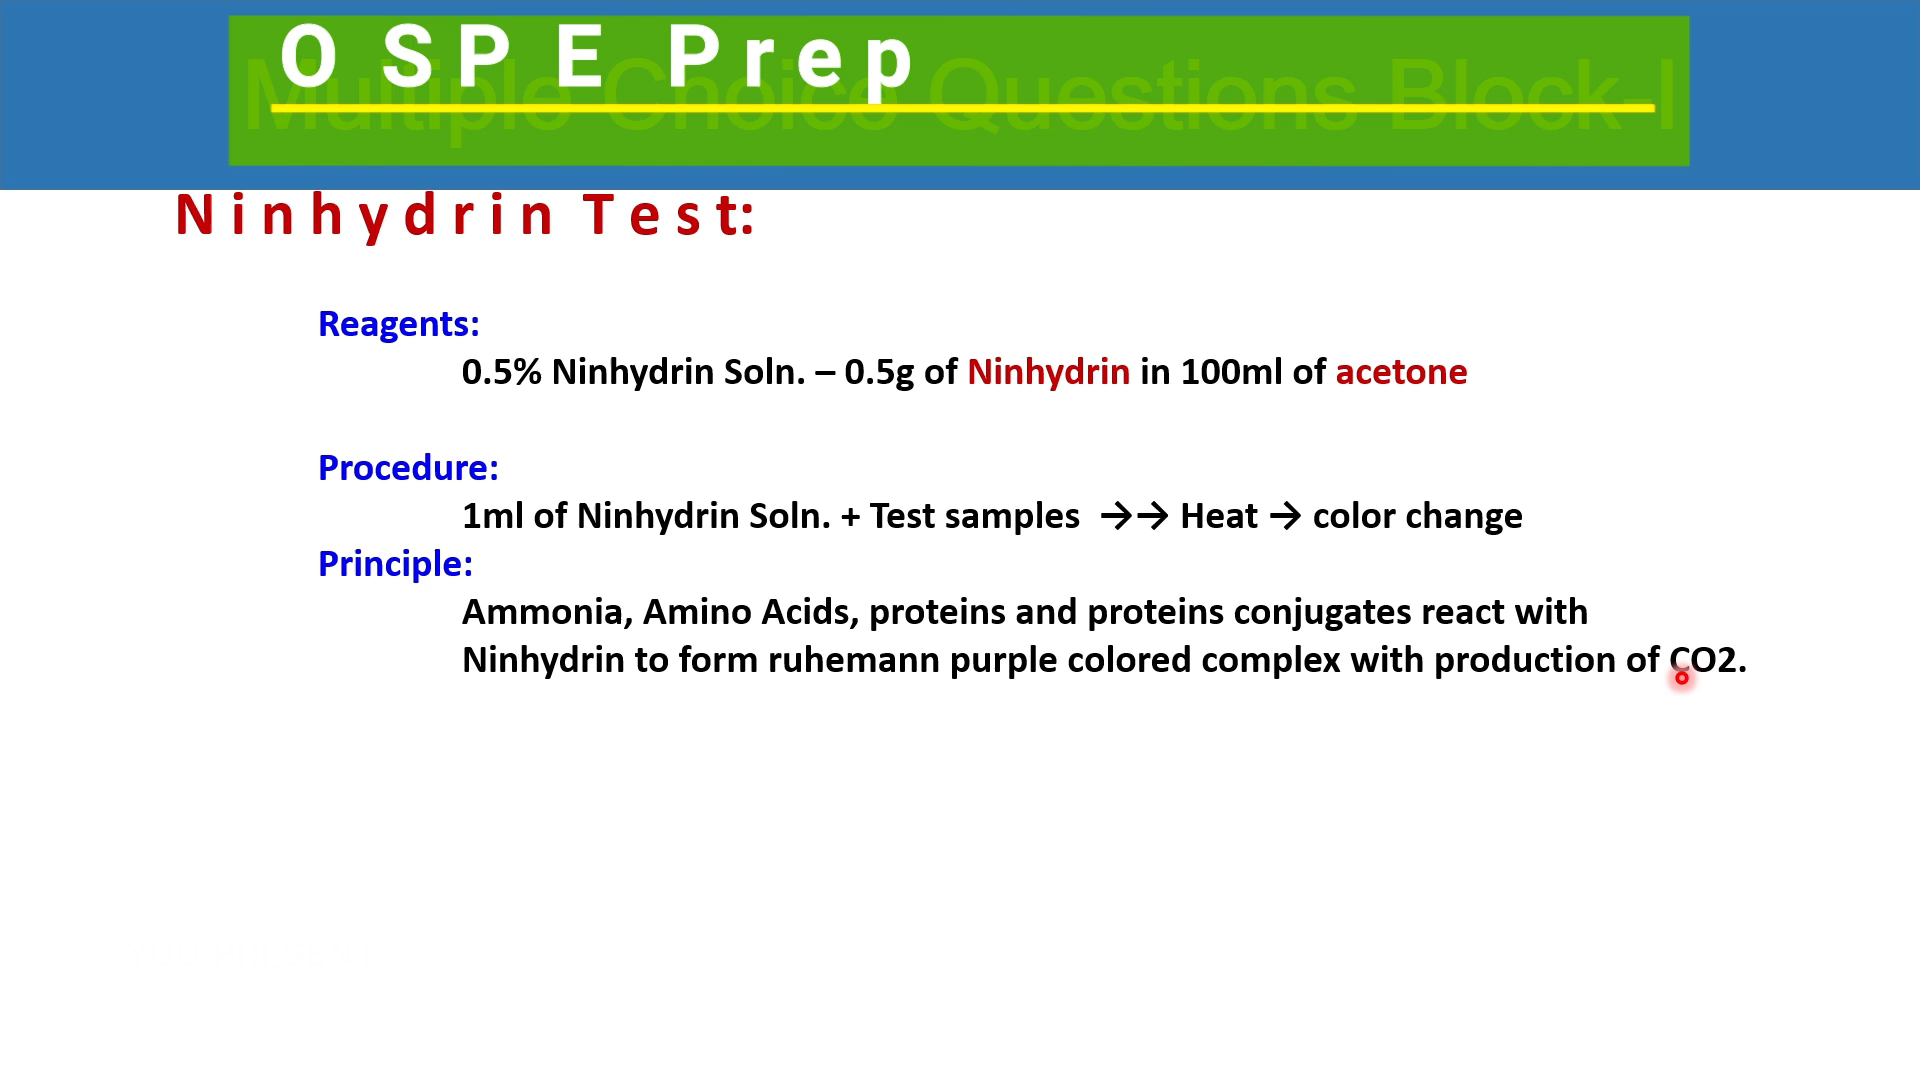 O SPE Prep
Multiple Choice Questions Block-I
Ninhydrin Test:
Reagents:
0.5% Ninhydrin Soln. – 0.5g of Ninhydrin in 100ml of acetone
Procedure:
1ml of Ninhydrin Soln. + Test samples →→ Heat → color change
Principle:
Ammonia, Amino Acids, proteins and proteins conjugates react with
Ninhydrin to form ruhemann purple colored complex with production of CO2.